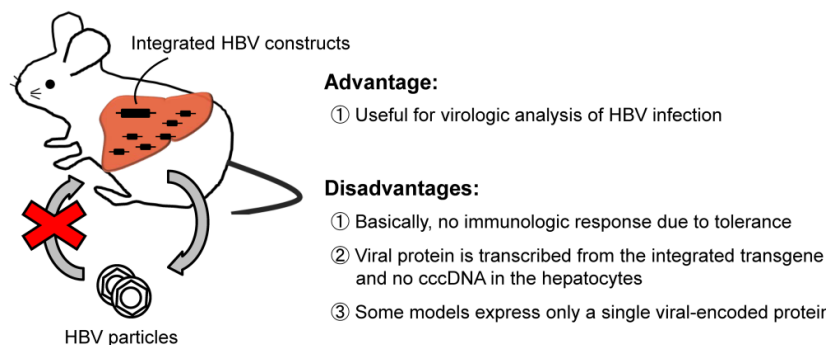 Integrated HBV constructs
Advantage:
① Useful for virologic analysis of HBV infection
Disadvantages:
① Basically, no immunologic response due to tolerance
② Viral protein is transcribed from the integrated transgene
and no cccDNA in the hepatocytes
③ Some models express only a single viral-encoded protein
HBV particles